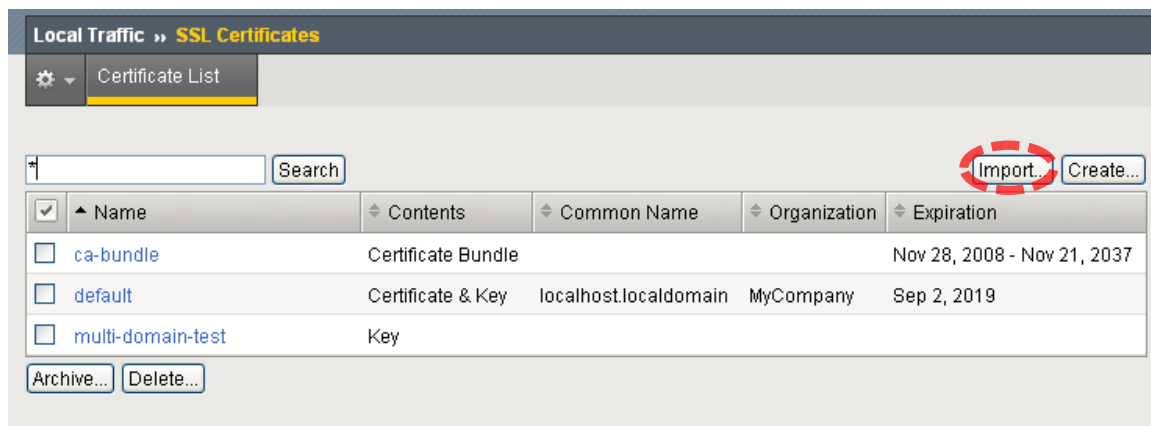 Local Traffic ›› SSL Certificates
Certificate List
* Search Import... Create...
Name Contents Common Name Organization Expiration
ca-bundle Certificate Bundle Nov 28, 2008 - Nov 21, 2037
default Certificate & Key localhost.localdomain MyCompany Sep 2, 2019
multi-domain-test Key
Archive... Delete...